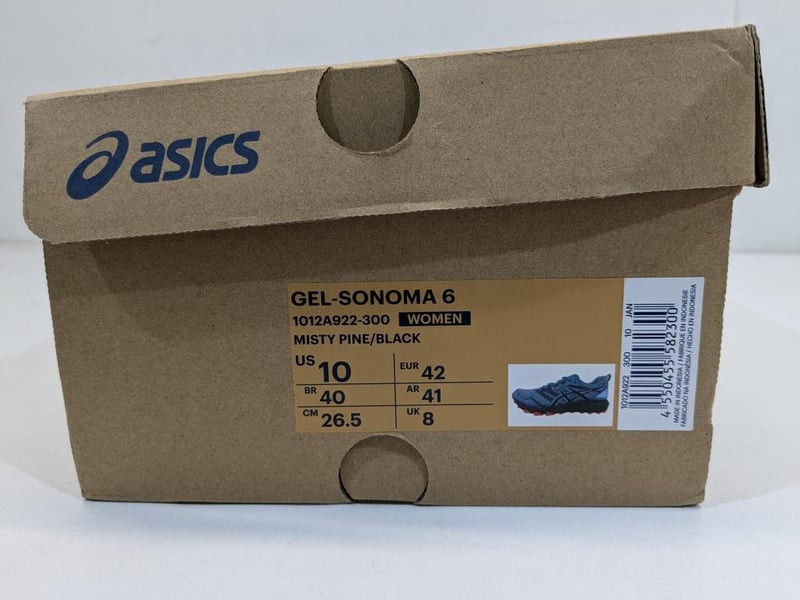 asics
GEL-SONOMA 6
1012A922-300 WOMEN
MISTY PINE/BLACK
US 10 EUR 42
BR 40 AR 41
CM 26.5 UK 8
1012A922 300 10 JAN
4 550455 582300
MADE IN INDONESIA / FABRIQUE EN INDONESIE
FABRICADO NA INDONÉSIA / HECHO EN INDONESIA